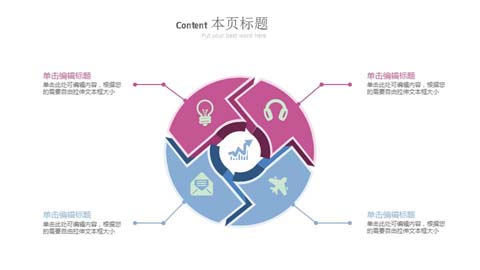 Content 本页标题
Put your best word here
单击编辑标题
单击此处可编辑内容，根据您
的需要自由拉伸文本框大小
单击编辑标题
单击此处可编辑内容，根据您
的需要自由拉伸文本框大小
单击编辑标题
单击此处可编辑内容，根据您
的需要自由拉伸文本框大小
单击编辑标题
单击此处可编辑内容，根据您
的需要自由拉伸文本框大小